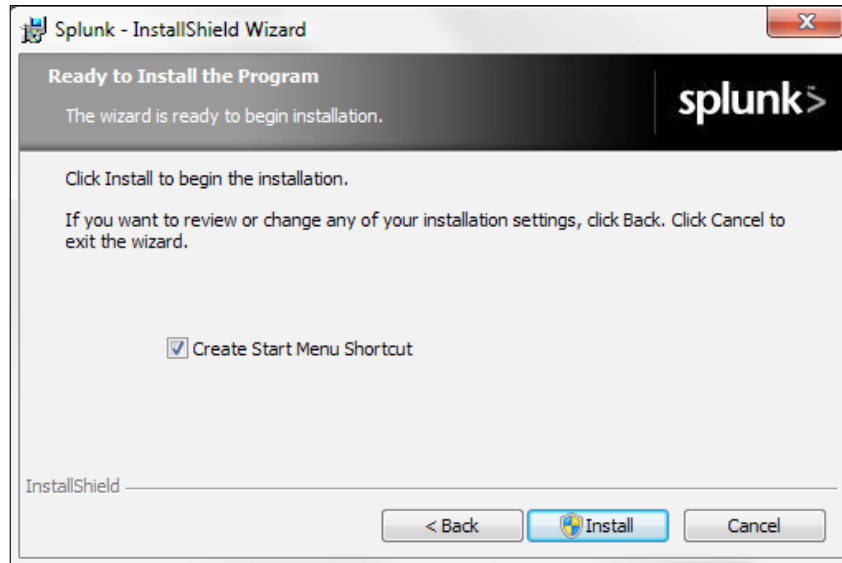 Splunk - InstallShield Wizard
Ready to Install the Program
The wizard is ready to begin installation.
splunk>
Click Install to begin the installation.
If you want to review or change any of your installation settings, click Back. Click Cancel to
exit the wizard.
Create Start Menu Shortcut
InstallShield
< Back
Install
Cancel